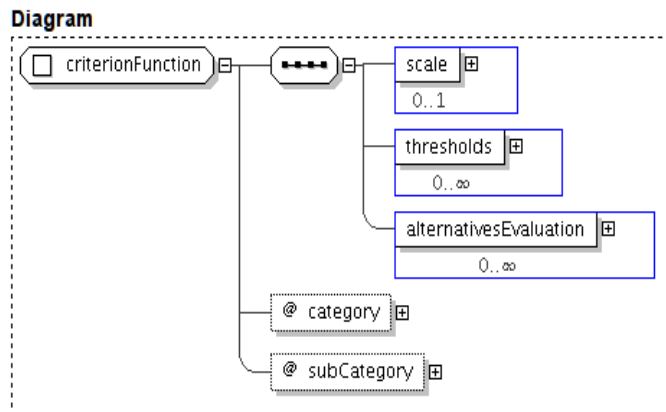 Diagram
criterionFunction
scale
0..1
thresholds
0..∞
alternativesEvaluation
0..∞
@ category
@ subCategory